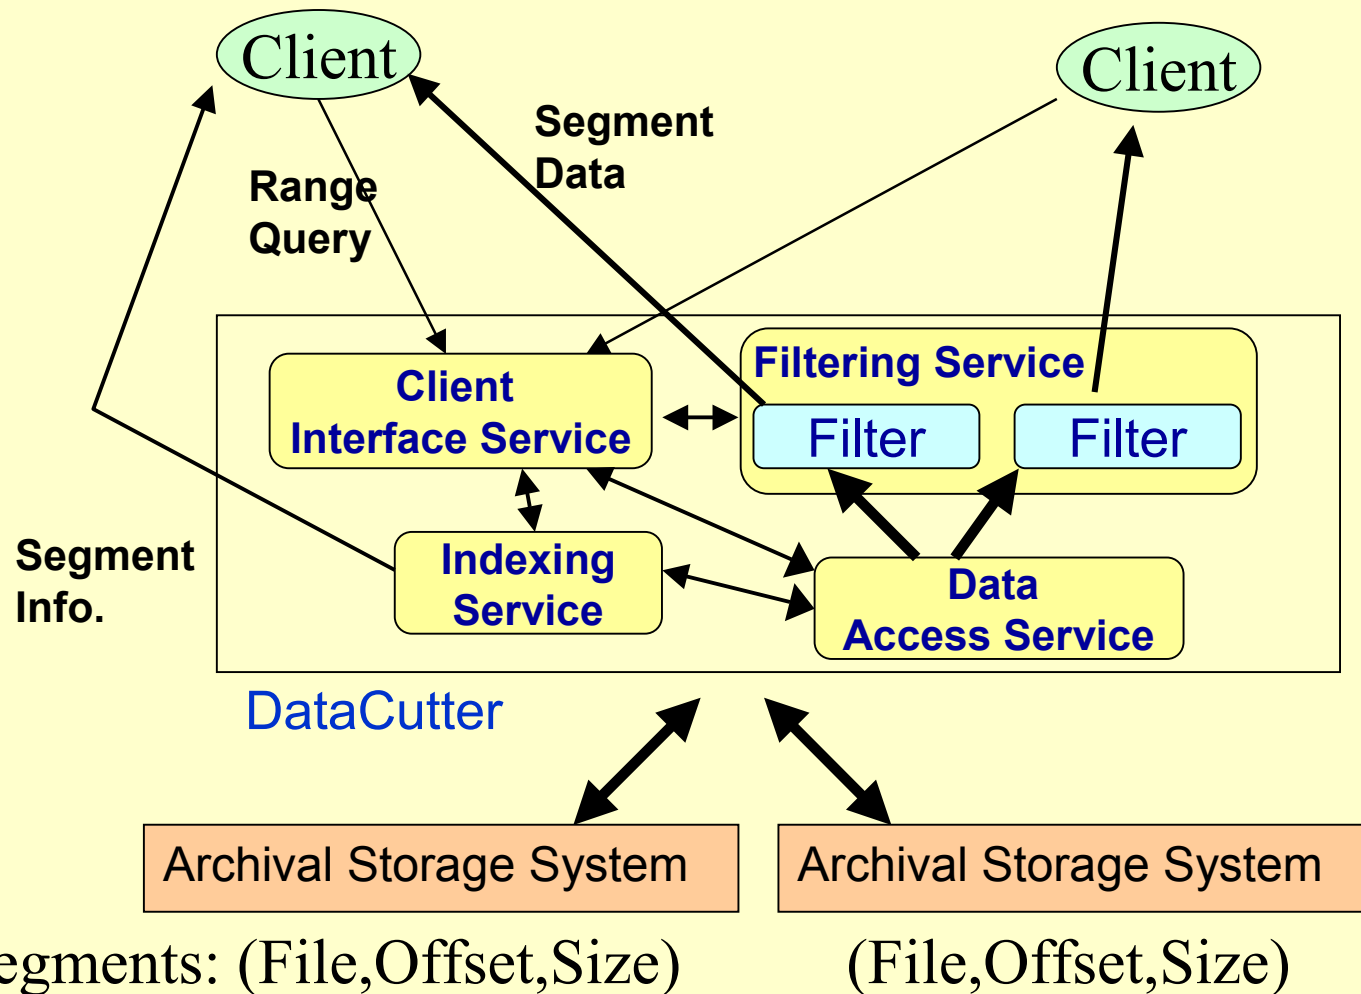 Client
Client
Segment
Data
Range
Query
Client
Interface Service
Filtering Service
Filter
Filter
Segment
Info.
Indexing
Service
Data
Access Service
DataCutter
Archival Storage System
Archival Storage System
egments: (File,Offset,Size)
(File,Offset,Size)